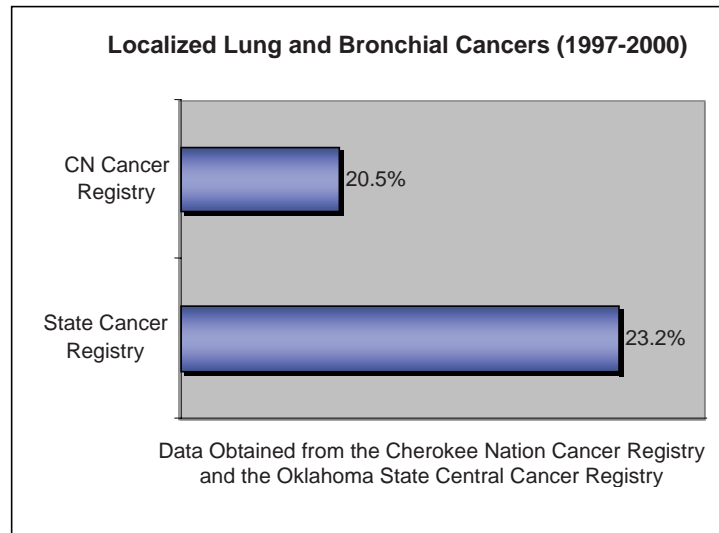 Localized Lung and Bronchial Cancers (1997-2000)
CN Cancer
Registry
20.5%
State Cancer
Registry
23.2%
Data Obtained from the Cherokee Nation Cancer Registry
and the Oklahoma State Central Cancer Registry